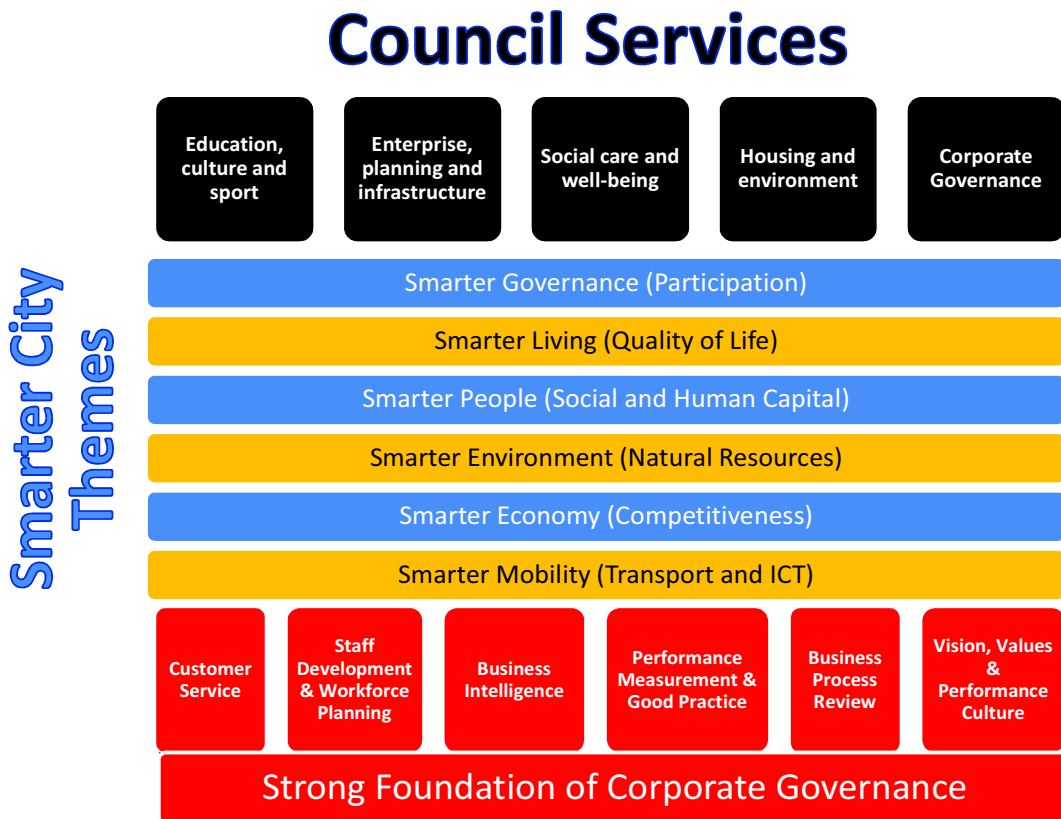 Council Services
Education,
culture and
sport
Enterprise,
planning and
infrastructure
Social care and
well-being
Housing and
environment
Corporate
Governance
Smarter City
Themes
Smarter Governance (Participation)
Smarter Living (Quality of Life)
Smarter People (Social and Human Capital)
Smarter Environment (Natural Resources)
Smarter Economy (Competitiveness)
Smarter Mobility (Transport and ICT)
Customer
Service
Staff
Development
& Workforce
Planning
Business
Intelligence
Performance
Measurement &
Good Practice
Business
Process
Review
Vision, Values
&
Performance
Culture
Strong Foundation of Corporate Governance